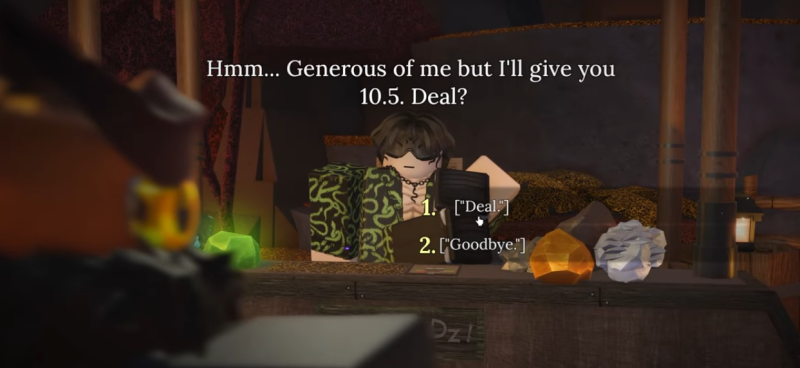 Hmm... Generous of me but I'll give you
10.5. Deal?
1. ["Deal."]
2. ["Goodbye."]